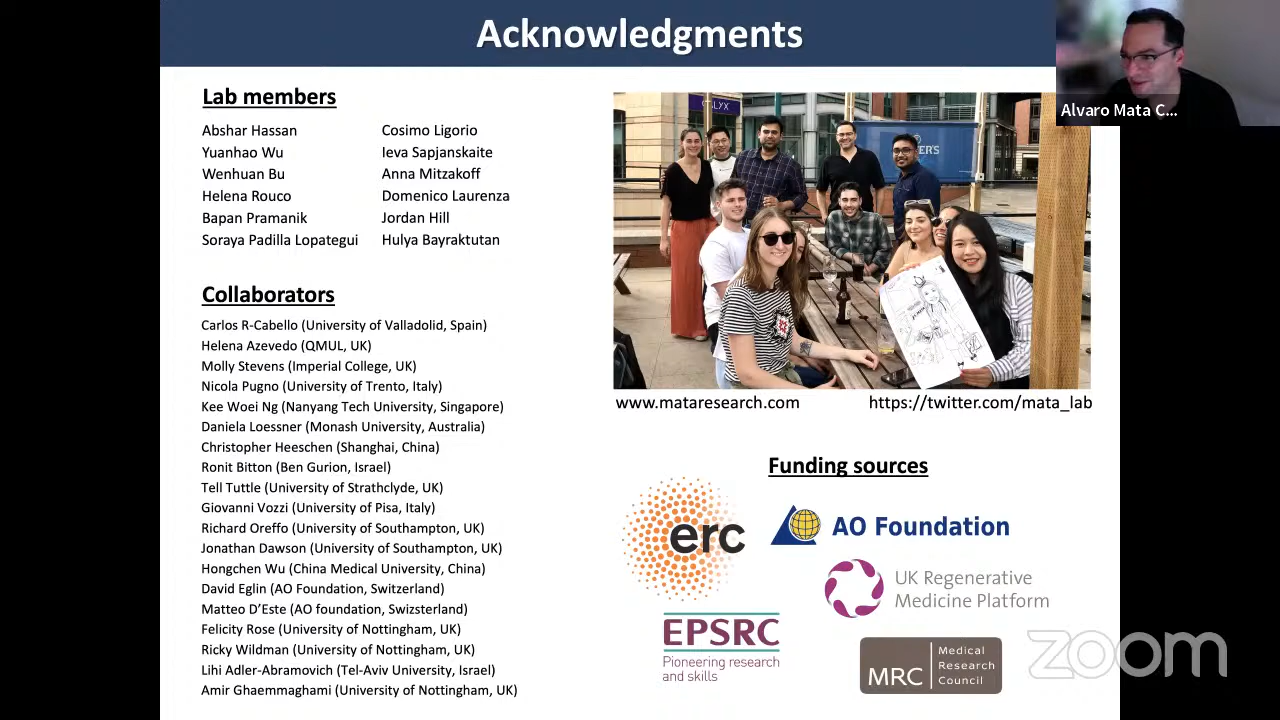 Acknowledgments
Alvaro Mata C...
Lab members
Abshar Hassan
Yuanhao Wu
Wenhuan Bu
Helena Rouco
Bapan Pramanik
Soraya Padilla Lopategui
Cosimo Ligorio
Ieva Sapjanskaite
Anna Mitzakoff
Domenico Laurenza
Jordan Hill
Hulya Bayraktutan
Collaborators
Carlos R-Cabello (University of Valladolid, Spain)
Helena Azevedo (QMUL, UK)
Molly Stevens (Imperial College, UK)
Nicola Pugno (University of Trento, Italy)
Kee Woei Ng (Nanyang Tech University, Singapore)
Daniela Loessner (Monash University, Australia)
Christopher Heeschen (Shanghai, China)
Ronit Bitton (Ben Gurion, Israel)
Tell Tuttle (University of Strathclyde, UK)
Giovanni Vozzi (University of Pisa, Italy)
Richard Oreffo (University of Southampton, UK)
Jonathan Dawson (University of Southampton, UK)
Hongchen Wu (China Medical University, China)
David Eglin (AO Foundation, Switzerland)
Matteo D'Este (AO foundation, Swizsterland)
Felicity Rose (University of Nottingham, UK)
Ricky Wildman (University of Nottingham, UK)
Lihi Adler-Abramovich (Tel-Aviv University, Israel)
Amir Ghaemmaghami (University of Nottingham, UK)
www.mataresearch.com
https://twitter.com/mata_lab
Funding sources
erc
AO Foundation
UK Regenerative
Medicine Platform
EPSRC
Pioneering research
and skills
MRC
Medical
Research
Council
zoom